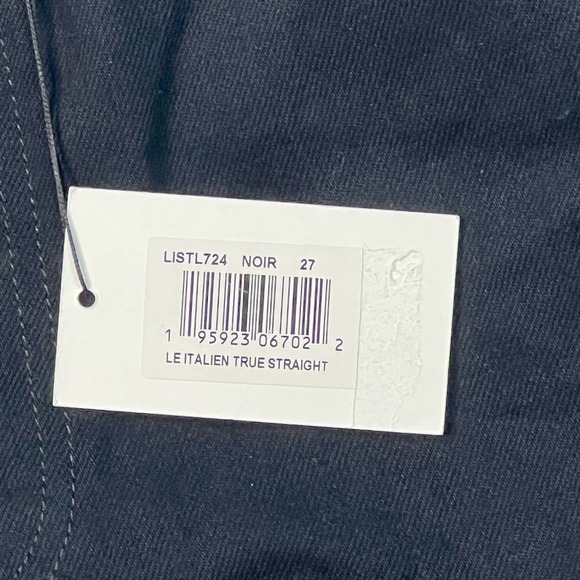 LISTL724 NOIR 27
1 95923 06702 2
LE ITALIEN TRUE STRAIGHT